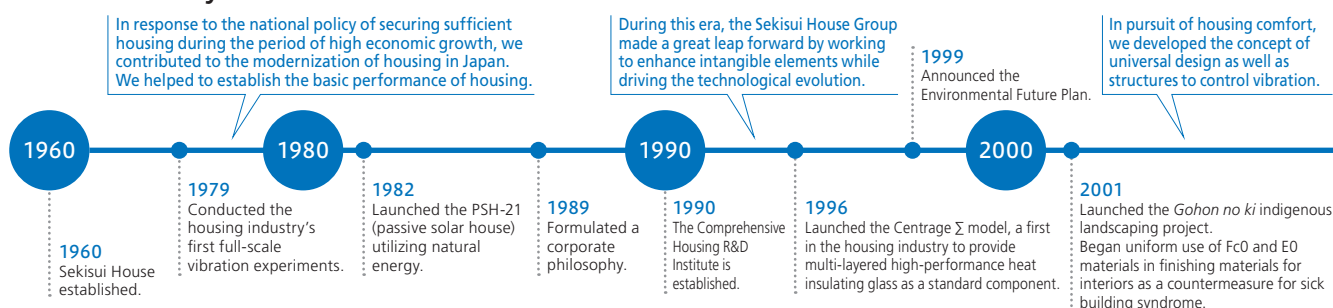 In response to the national policy of securing sufficient
housing during the period of high economic growth, we
contributed to the modernization of housing in Japan.
We helped to establish the basic performance of housing.
During this era, the Sekisui House Group
made a great leap forward by working
to enhance intangible elements while
driving the technological evolution.
1999
Announced the
Environmental Future Plan.
In pursuit of housing comfort,
we developed the concept of
universal design as well as
structures to control vibration.
1960
1980
1990
2000
1960
Sekisui House
established.
1979
Conducted the
housing industry's
first full-scale
vibration experiments.
1982
Launched the PSH-21
(passive solar house)
utilizing natural
energy.
1989
Formulated a
corporate
philosophy.
1990
The Comprehensive
Housing R&D
Institute is
established.
1996
Launched the Centrage Σ model, a first
in the housing industry to provide
multi-layered high-performance heat
insulating glass as a standard component.
2001
Launched the Gohon no ki indigenous
landscaping project.
Began uniform use of Fc0 and E0
materials in finishing materials for
interiors as a countermeasure for sick
building syndrome.